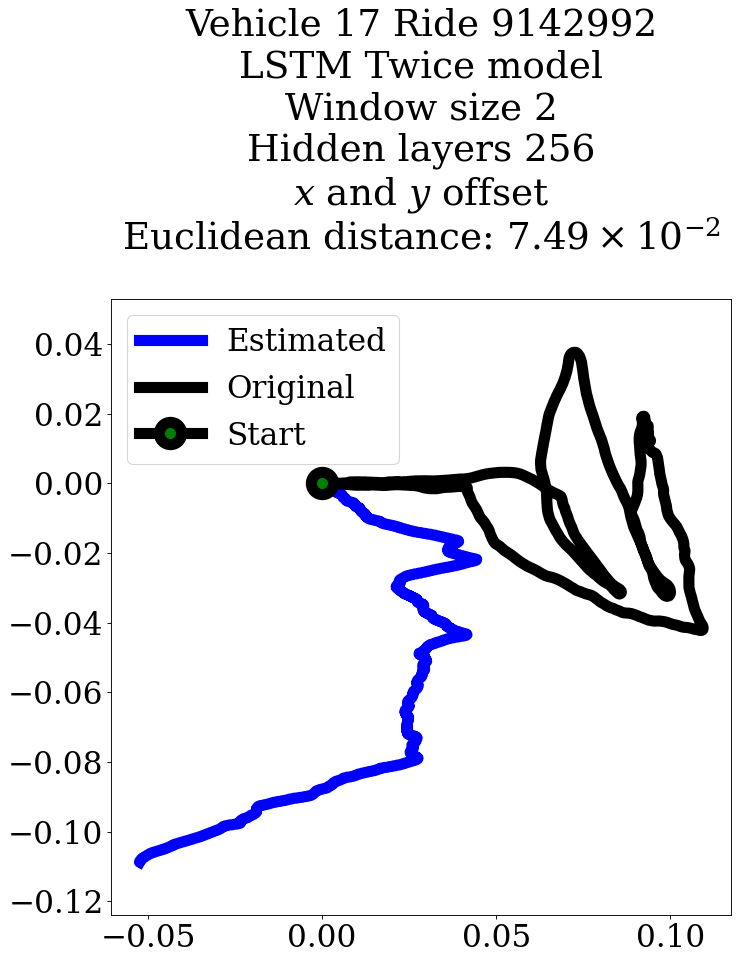 Vehicle 17 Ride 9142992
LSTM Twice model
Window size 2
Hidden layers 256
x and y offset
Euclidean distance: 7.49 × 10⁻²
Estimated
Original
Start
0.04
0.02
0.00
−0.02
−0.04
−0.06
−0.08
−0.10
−0.12
−0.05 0.00 0.05 0.10